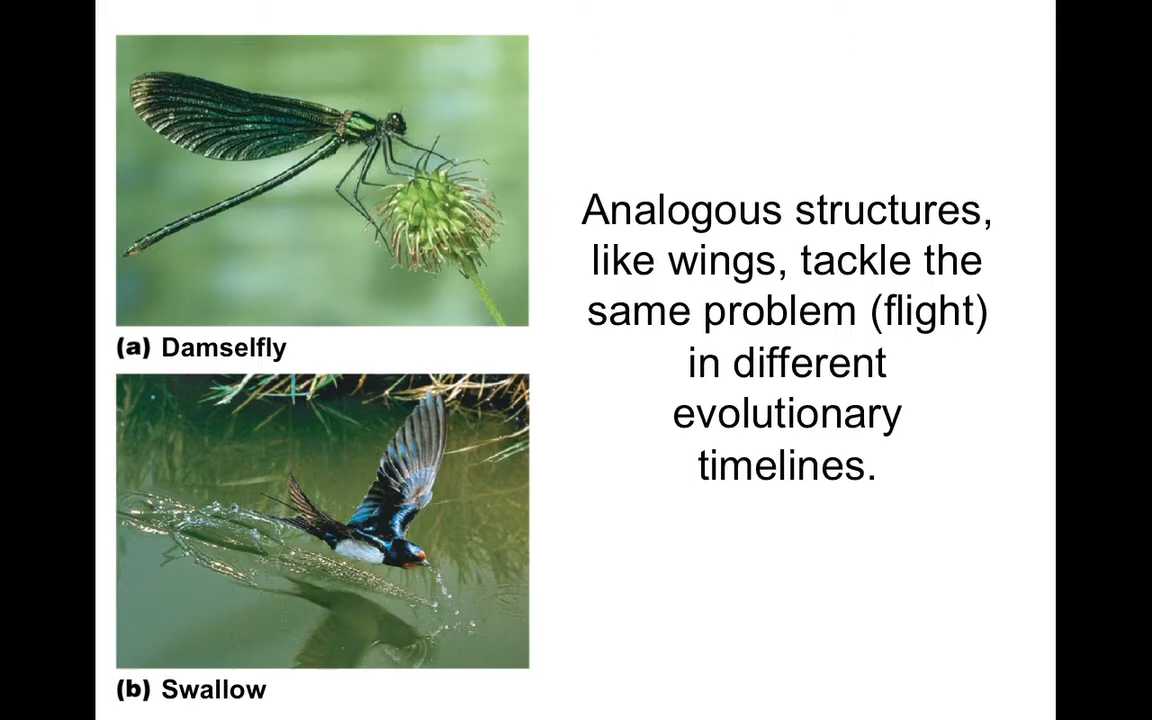 (a) Damselfly
(b) Swallow
Analogous structures,
like wings, tackle the
same problem (flight)
in different
evolutionary
timelines.